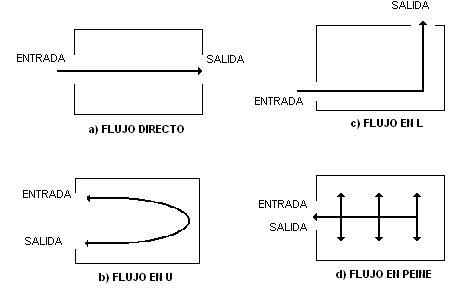 ENTRADA
SALIDA
a) FLUJO DIRECTO
SALIDA
ENTRADA
c) FLUJO EN L
ENTRADA
SALIDA
b) FLUJO EN U
ENTRADA
SALIDA
d) FLUJO EN PEINE